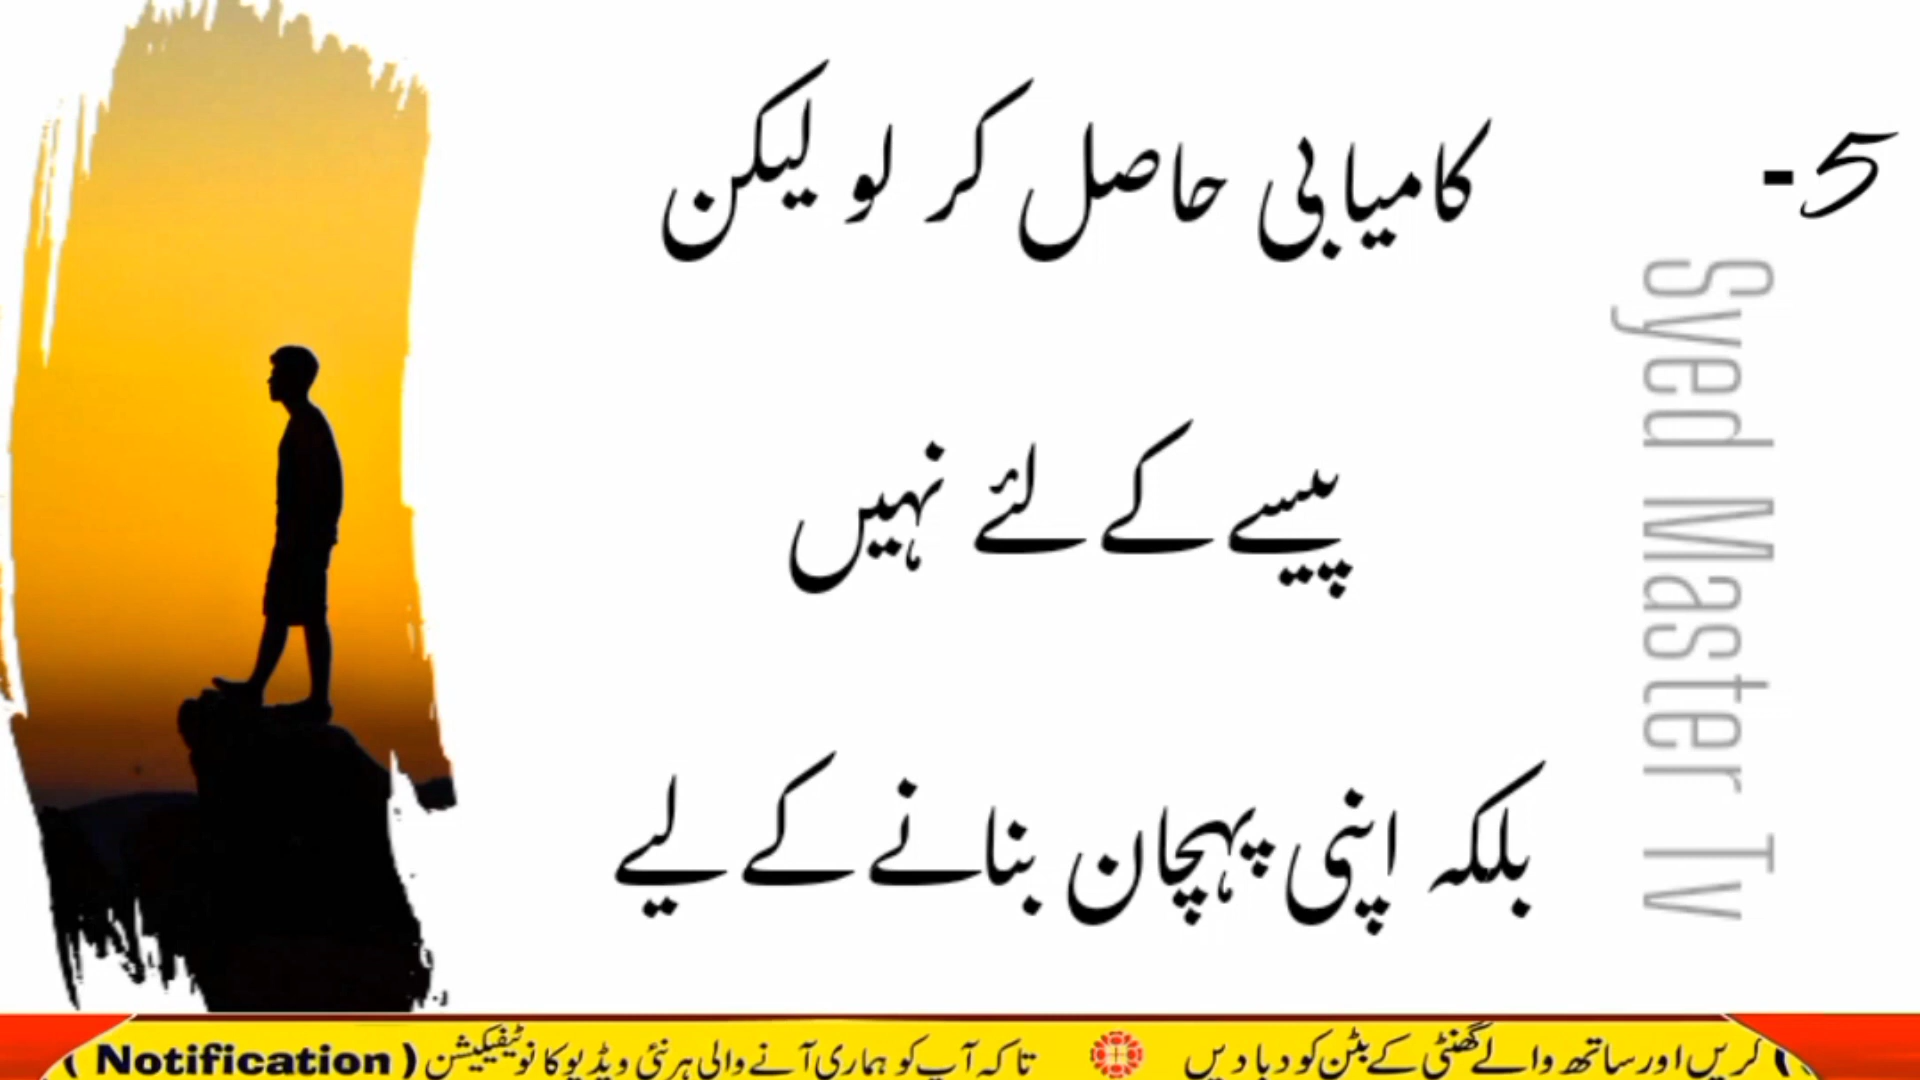 5-
کامیابی حاصل کر لو لیکن
پیسے کے لئے نہیں
بلکہ اپنی پہچان بنانے کے لیے
Syed Master Tv
کریں اور ساتھ والے گھنٹی کے بٹن کو دبا دیں تاکہ آپ کو ہماری آنے والی ہر نئی ویڈیو کا نوٹیفیکیشن (Notification)